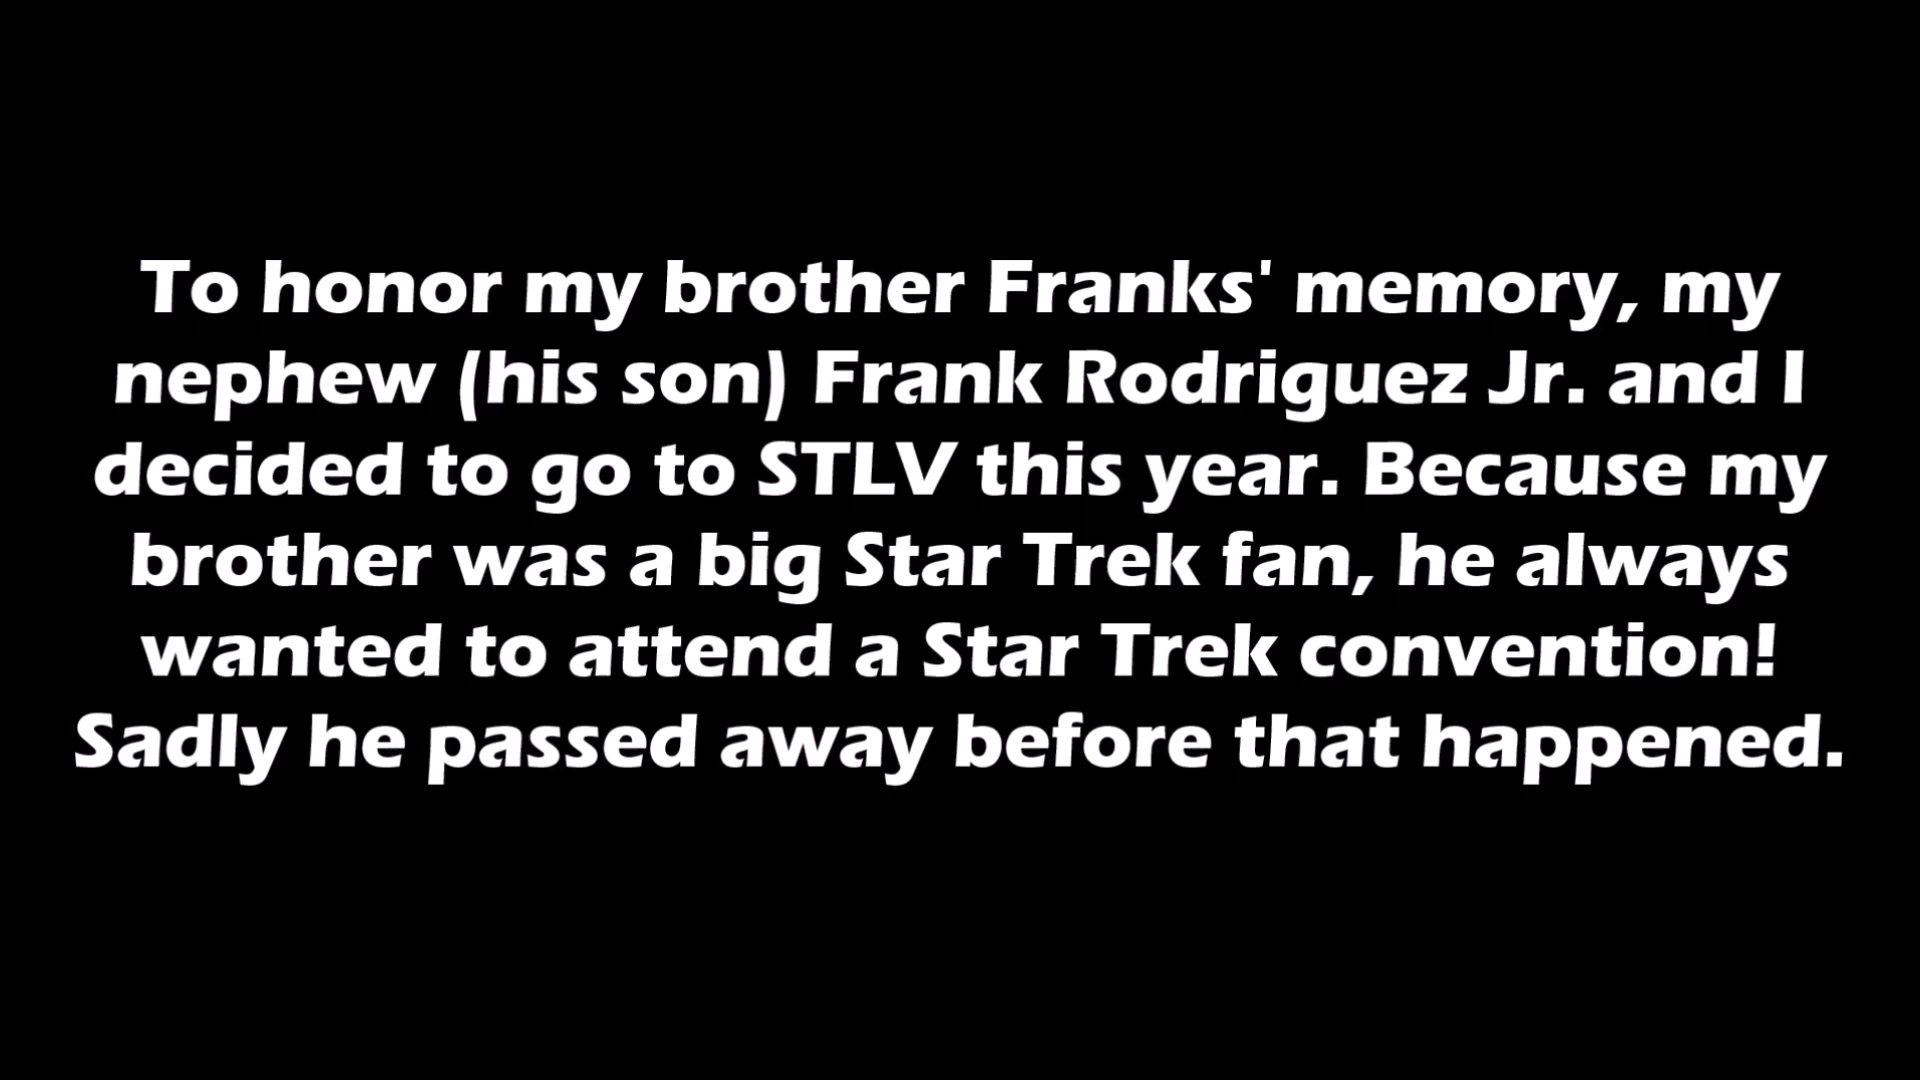 To honor my brother Franks' memory, my
nephew (his son) Frank Rodriguez Jr. and I
decided to go to STLV this year. Because my
brother was a big Star Trek fan, he always
wanted to attend a Star Trek convention!
Sadly he passed away before that happened.